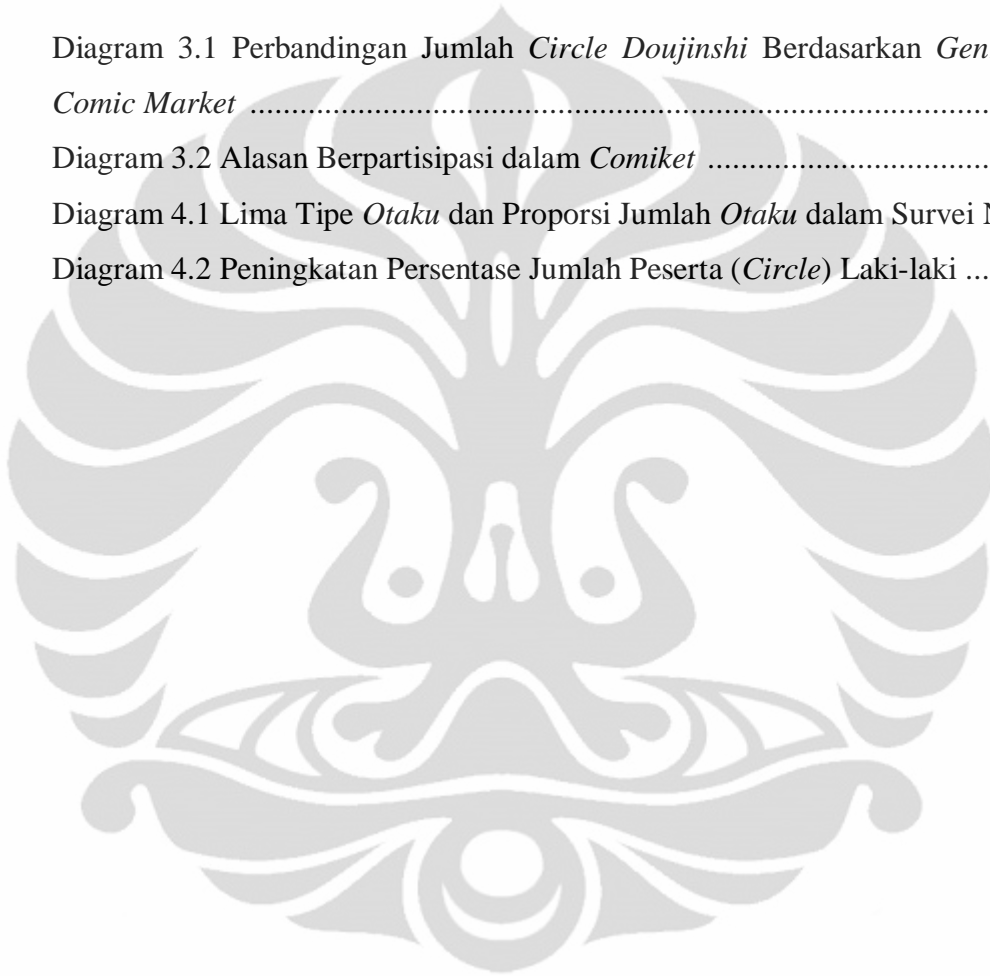 Diagram 3.1 Perbandingan Jumlah Circle Doujinshi Berdasarkan Gen
Comic Market ................................................................................................
Diagram 3.2 Alasan Berpartisipasi dalam Comiket ....................................
Diagram 4.1 Lima Tipe Otaku dan Proporsi Jumlah Otaku dalam Survei N
Diagram 4.2 Peningkatan Persentase Jumlah Peserta (Circle) Laki-laki ...